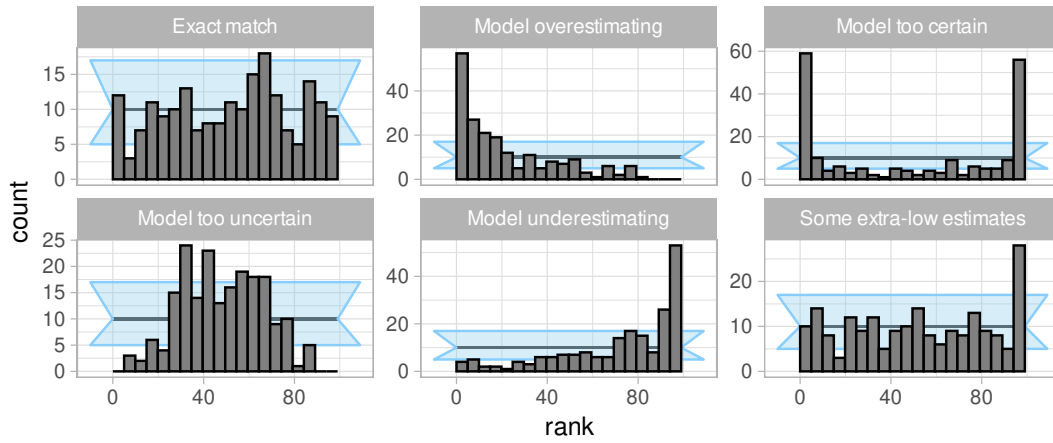 Exact match
Model overestimating
Model too certain
15
10
5
0
40
20
0
60
40
20
0
count
Model too uncertain
Model underestimating
Some extra-low estimates
25
20
15
10
5
0
40
20
0
20
10
0
0 40 80
0 40 80
0 40 80
rank